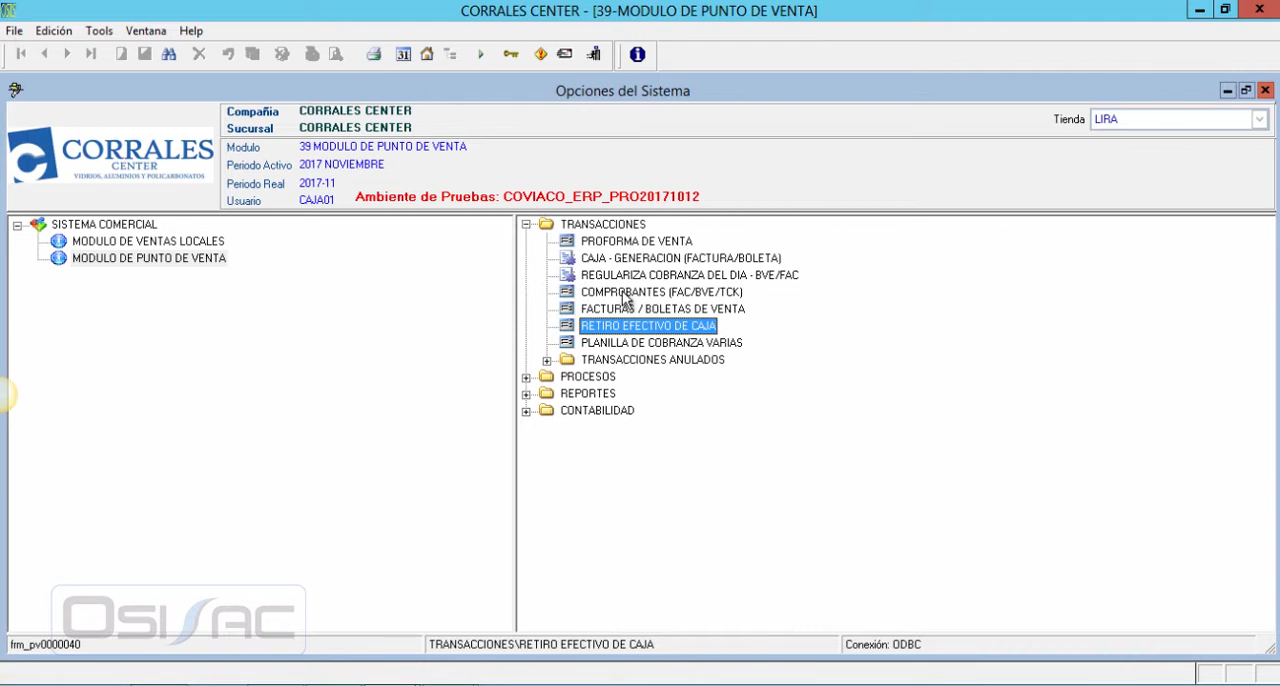 CORRALES CENTER - [39-MODULO DE PUNTO DE VENTA]
File Edición Tools Ventana Help
31
Opciones del Sistema
CORRALES
CENTER
VIDRIOS, ALUMINIOS Y POLICARBONATOS
Compañia CORRALES CENTER
Sucursal CORRALES CENTER
Tienda LIRA
Modulo 39 MODULO DE PUNTO DE VENTA
Periodo Activo 2017 NOVIEMBRE
Periodo Real 2017-11
Usuario CAJA01
Ambiente de Pruebas: COVIACO_ERP_PRO20171012
SISTEMA COMERCIAL
MODULO DE VENTAS LOCALES
MODULO DE PUNTO DE VENTA
TRANSACCIONES
PROFORMA DE VENTA
CAJA - GENERACION (FACTURA/BOLETA)
REGULARIZA COBRANZA DEL DIA - BVE/FAC
COMPROBANTES (FAC/BVE/TCK)
FACTURAS / BOLETAS DE VENTA
RETIRO EFECTIVO DE CAJA
PLANILLA DE COBRANZA VARIAS
TRANSACCIONES ANULADOS
PROCESOS
REPORTES
CONTABILIDAD
OSISAC
frm_pv0000040
TRANSACCIONES\RETIRO EFECTIVO DE CAJA
Conexión: ODBC